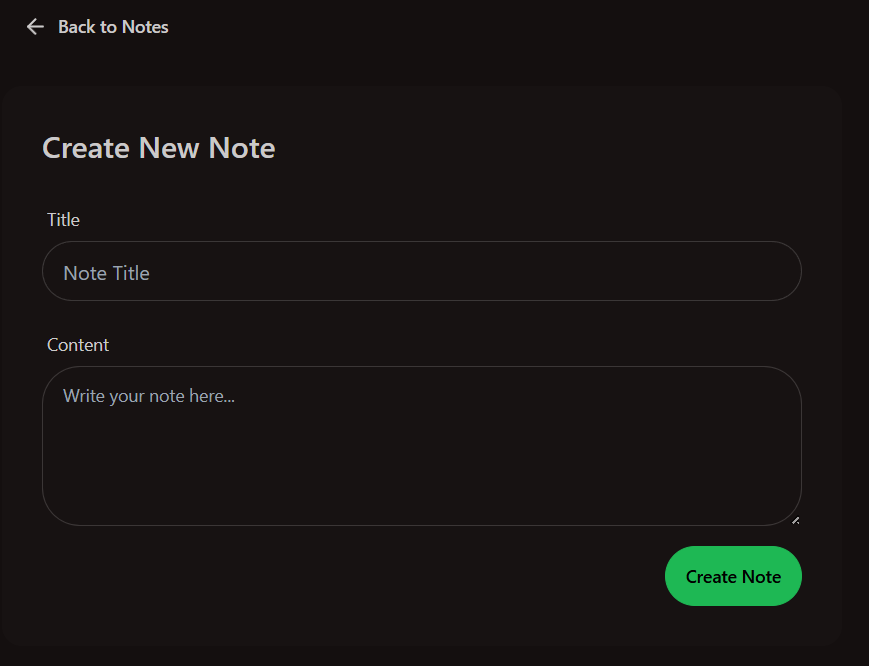 Back to Notes
Create New Note
Title
Note Title
Content
Write your note here...
Create Note